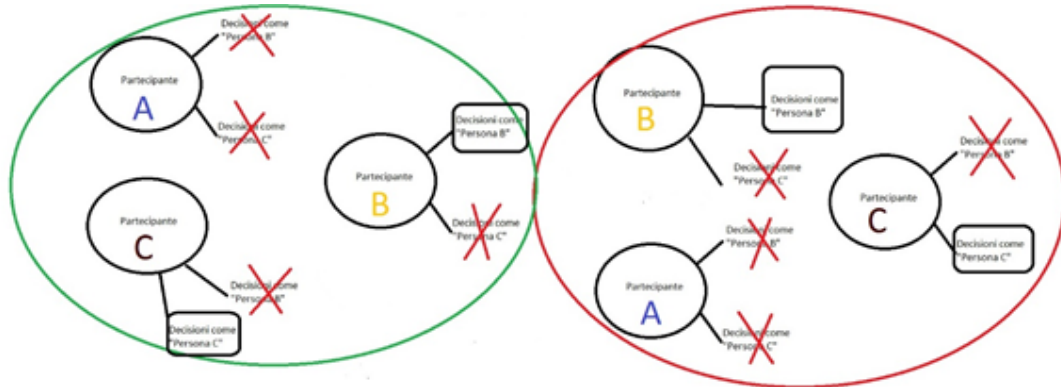 Decisioni come
"Persona B"
Partecipante
A
Decisioni come
"Persona C"
Decisioni come
"Persona B"
Partecipante
B
Decisioni come
"Persona C"
Partecipante
C
Decisioni come
"Persona B"
Decisioni come
"Persona C"
Partecipante
B
Decisioni come
"Persona B"
Decisioni come
"Persona C"
Decisioni come
"Persona B"
Partecipante
C
Decisioni come
"Persona C"
Decisioni come
"Persona B"
Partecipante
A
Decisioni come
"Persona C"